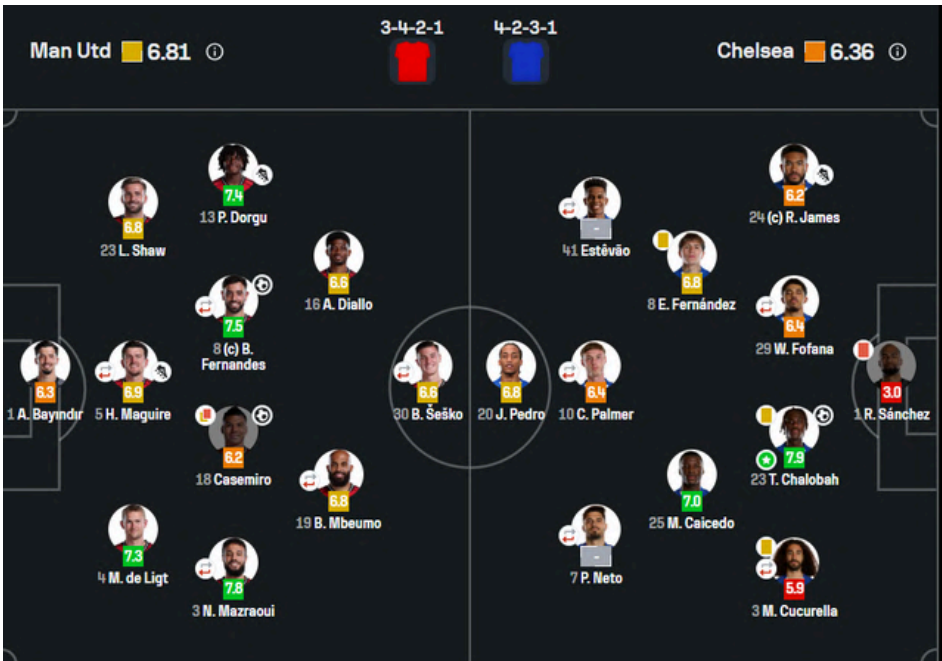 3-4-2-1 4-2-3-1
Man Utd 6.81 Chelsea 6.36
7.4
13 P. Dorgu
6.8
23 L. Shaw
6.6
16 A. Diallo
7.5
8 (c) B.
Fernandes
6.3
1 A. Bayındır
6.9
5 H. Maguire
6.6
30 B. Šeško
6.2
18 Casemiro
6.8
19 B. Mbeumo
7.3
4 M. de Ligt
7.8
3 N. Mazraoui
6.2
24 (c) R. James
-
41 Estêvão
6.8
8 E. Fernández
6.4
29 W. Fofana
6.8
20 J. Pedro
6.4
10 C. Palmer
3.0
1 R. Sánchez
7.9
23 T. Chalobah
7.0
25 M. Caicedo
-
7 P. Neto
5.9
3 M. Cucurella